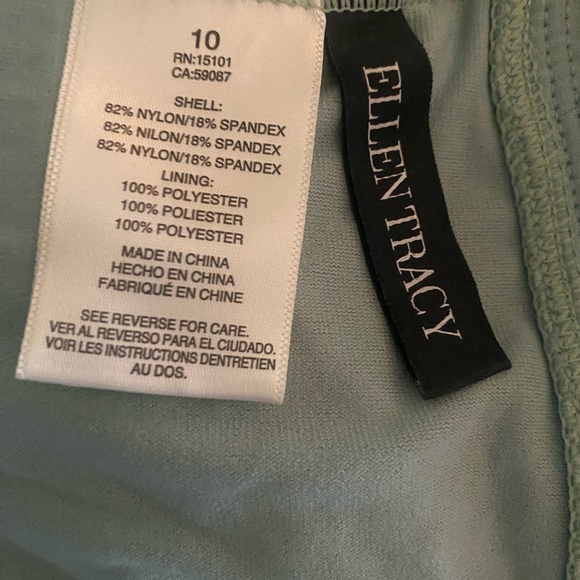 10
RN:15101
CA:59087
SHELL:
82% NYLON/18% SPANDEX
82% NILON/18% SPANDEX
82% NYLON/18% SPANDEX
LINING:
100% POLYESTER
100% POLIESTER
100% POLYESTER
MADE IN CHINA
HECHO EN CHINA
FABRIQUÉ EN CHINE
SEE REVERSE FOR CARE.
VER AL REVERSO PARA EL CIUDADO.
VOIR LES INSTRUCTIONS DENTRETIEN
AU DOS.
ELLEN TRACY